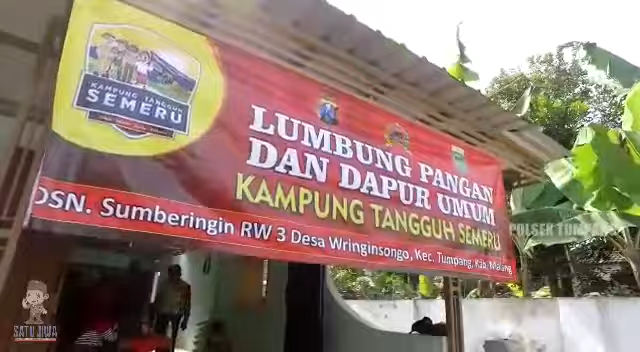 KAMPUNG TANGGUH
SEMERU
LUMBUNG PANGAN
DAN DAPUR UMUM
KAMPUNG TANGGUH SEMERU
DSN. Sumberingin RW 3 Desa Wringinsongo, Kec. Tumpang, Kab. Malang
POLSEK TUMPANG
SATU JIWA